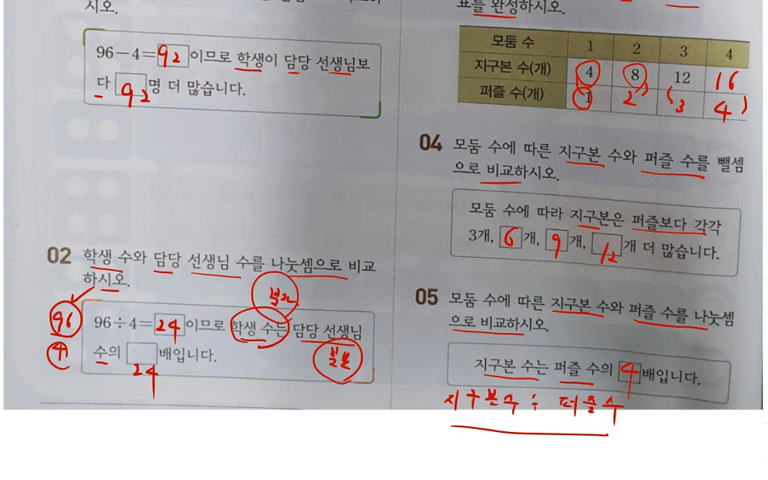 시오.
96－4＝92이므로 학생이 담당 선생님보
다 92명 더 많습니다.
02 학생 수와 담당 선생님 수를 나눗셈으로 비교
하시오.
96
4
96÷4＝24이므로 학생 수는 담당 선생님
수의 24배입니다.
표를 완성하시오.
모둠 수 1 2 3 4
지구본 수(개) 4 8 12 16
퍼즐 수(개) 1 2 3 4
04 모둠 수에 따른 지구본 수와 퍼즐 수를 뺄셈
으로 비교하시오.
모둠 수에 따라 지구본은 퍼즐보다 각각
3개, 6개, 9개, 12개 더 많습니다.
05 모둠 수에 따른 지구본 수와 퍼즐 수를 나눗셈
으로 비교하시오.
지구본 수는 퍼즐 수의 4배입니다.
지구본수 ÷ 퍼즐수